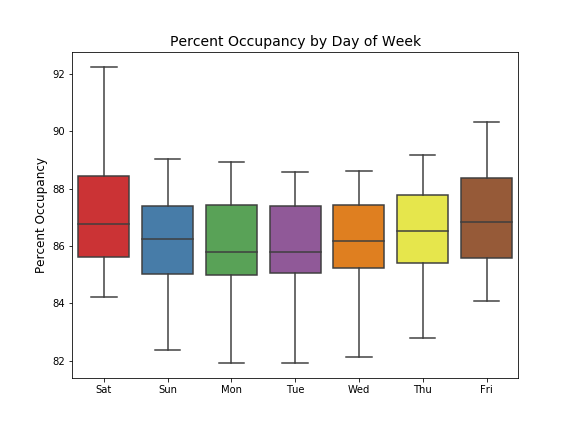 Percent Occupancy by Day of Week
Percent Occupancy
92
90
88
86
84
82
Sat Sun Mon Tue Wed Thu Fri